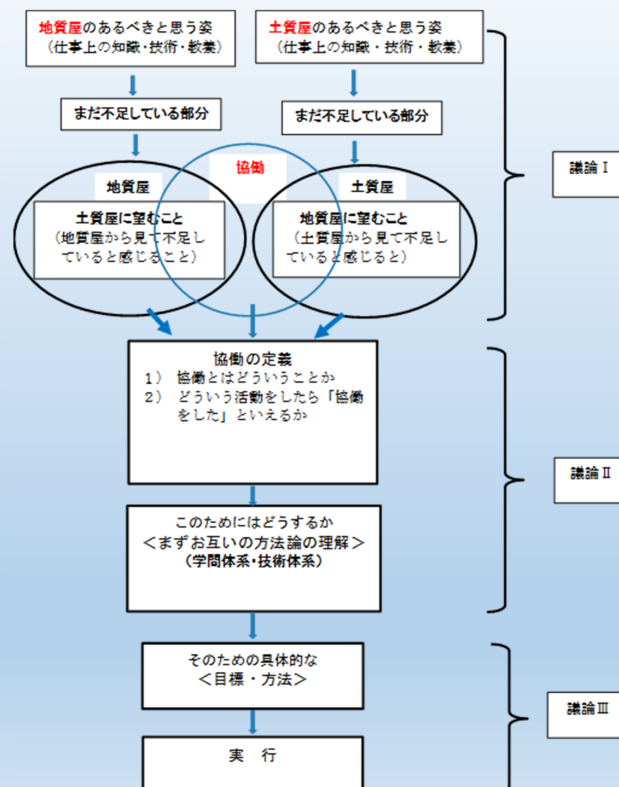 地質屋のあるべきと思う姿
(仕事上の知識・技術・教養)
土質屋のあるべきと思う姿
(仕事上の知識・技術・教養)
まだ不足している部分
まだ不足している部分
議論Ⅰ
協働
地質屋
土質屋に望むこと
(地質屋から見て不足し
ていると感じること)
土質屋
地質屋に望むこと
(土質屋から見て不足し
ていると感じると)
協働の定義
1) 協働とはどういうことか
2) どういう活動をしたら「協働
をした」といえるか
議論Ⅱ
このためにはどうするか
<まずお互いの方法論の理解>
(学問体系・技術体系)
そのための具体的な
<目標・方法>
議論Ⅲ
実 行